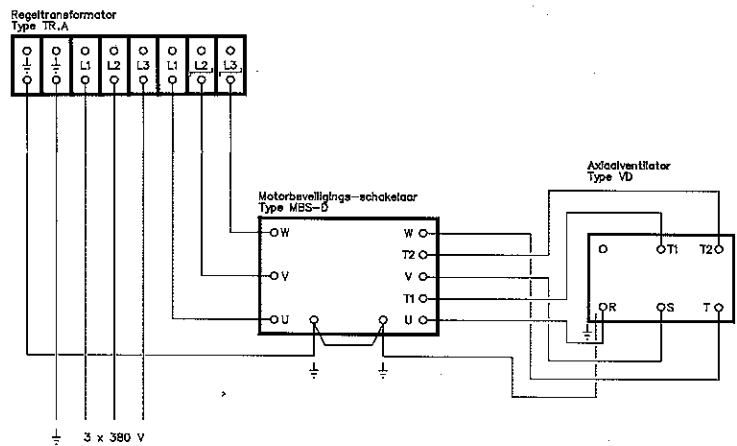 Regeltransformator
Type TR.A
L1 L2 L3 L1 L2 L3
Axiaalventilator
Type VD
Motorbeveiligings-schakelaar
Type MBS-D
W W
T2
V V
T1
U U
T1 T2
R S T
3 x 380 V